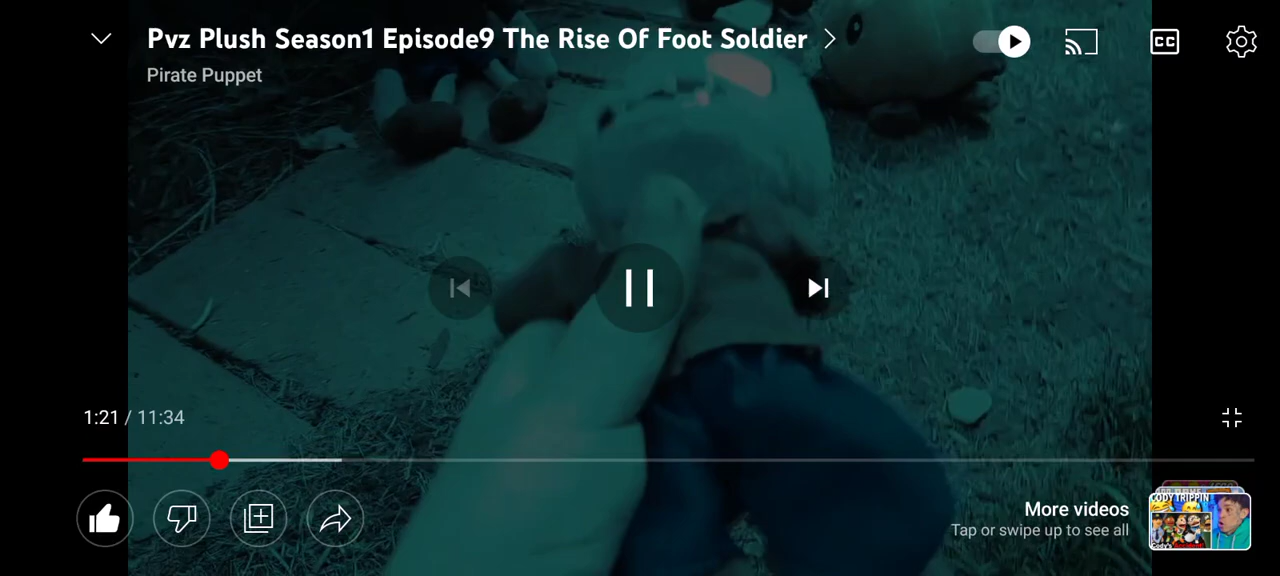 Pvz Plush Season1 Episode9 The Rise Of Foot Soldier
Pirate Puppet
CC
1:21 / 11:34
More videos
Tap or swipe up to see all
CODY TRIPPIN